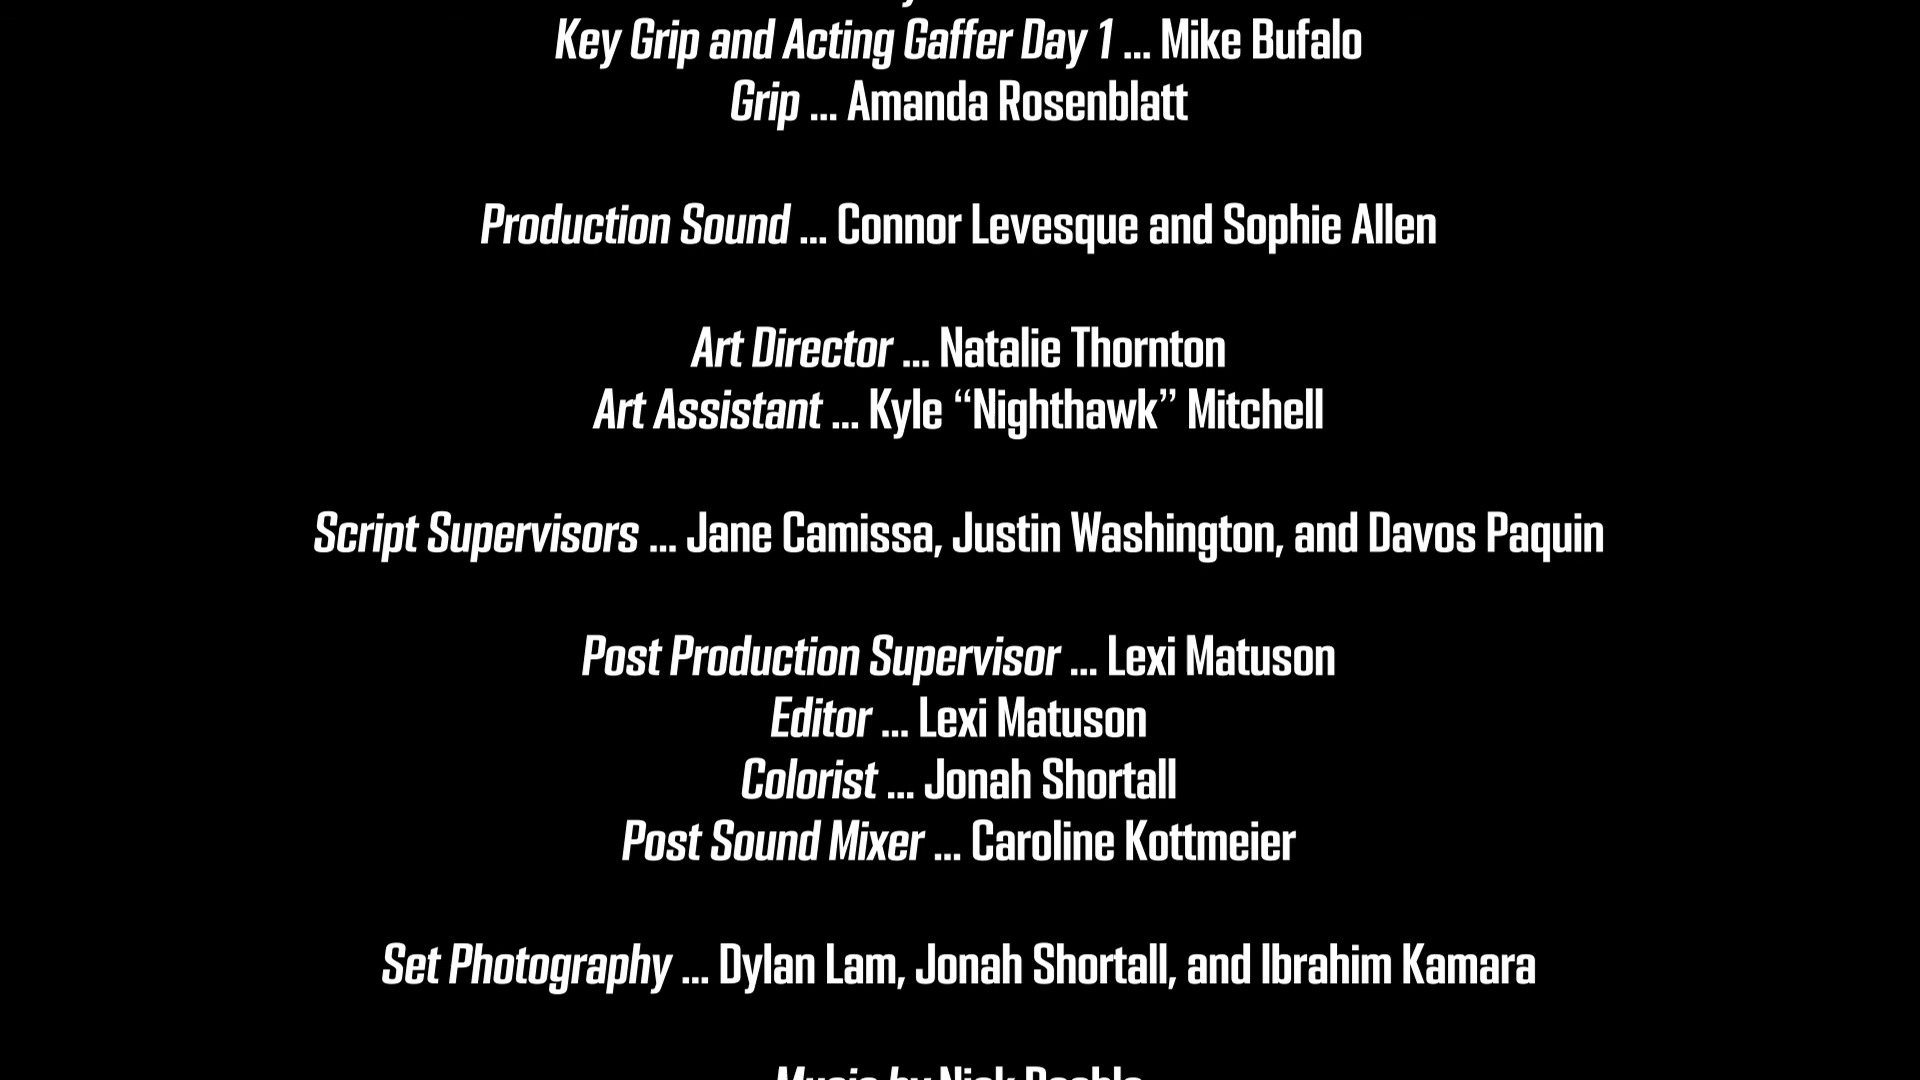 Key Grip and Acting Gaffer Day 1 ... Mike Bufalo
Grip ... Amanda Rosenblatt
Production Sound ... Connor Levesque and Sophie Allen
Art Director ... Natalie Thornton
Art Assistant ... Kyle “Nighthawk” Mitchell
Script Supervisors ... Jane Camissa, Justin Washington, and Davos Paquin
Post Production Supervisor ... Lexi Matuson
Editor ... Lexi Matuson
Colorist ... Jonah Shortall
Post Sound Mixer ... Caroline Kottmeier
Set Photography ... Dylan Lam, Jonah Shortall, and Ibrahim Kamara
Music by Nick